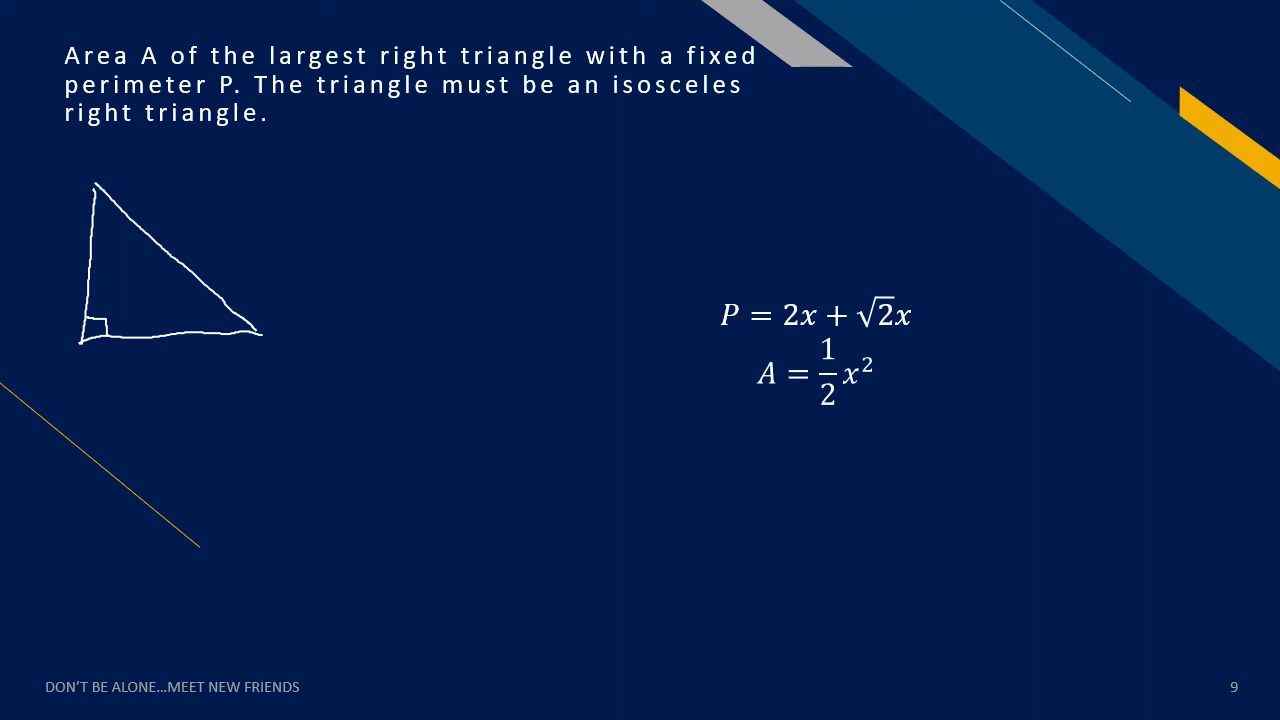 Area A of the largest right triangle with a fixed
perimeter P. The triangle must be an isosceles
right triangle.
P = 2x + √2x
A = 1/2 x²
DON'T BE ALONE…MEET NEW FRIENDS
9